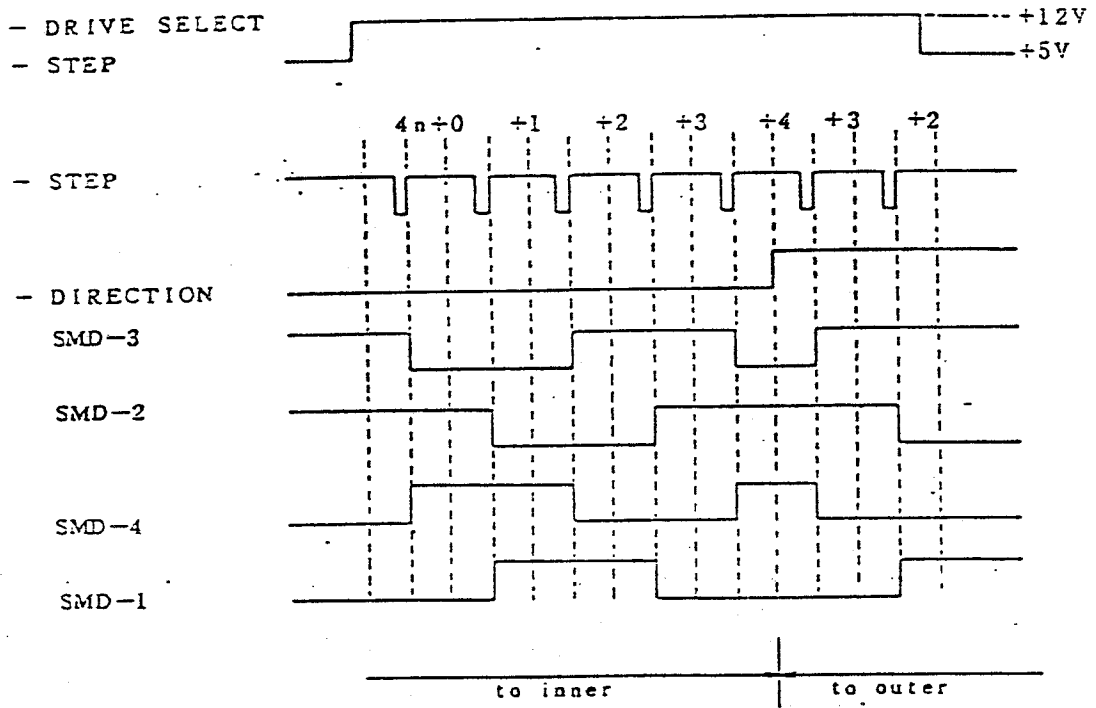 - DRIVE SELECT
+12V
- STEP
+5V
4n+0 +1 +2 +3 +4 +3 +2
- STEP
- DIRECTION
SMD-3
SMD-2
SMD-4
SMD-1
to inner
to outer